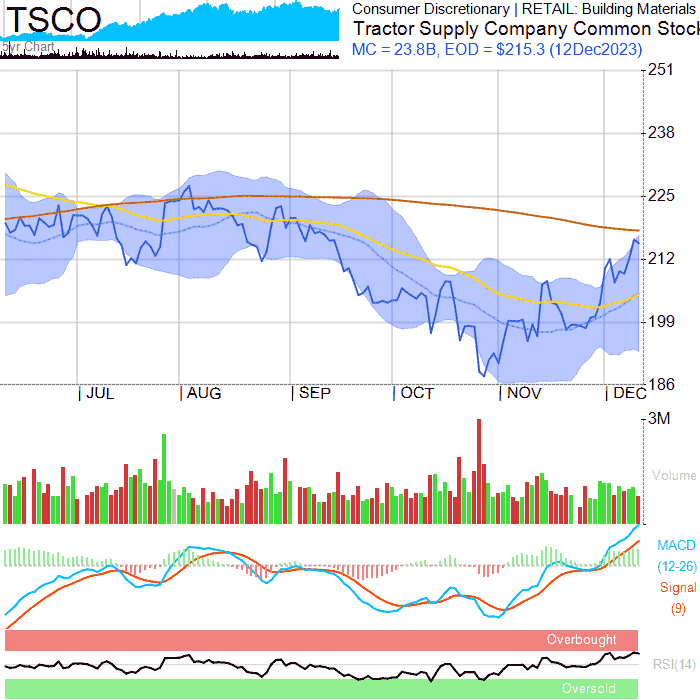 TSCO
5yr Chart
Consumer Discretionary | RETAIL: Building Materials
Tractor Supply Company Common Stoc
MC = 23.8B, EOD = $215.3 (12Dec2023)
251
238
225
212
199
186
| JUL | AUG | SEP | OCT | NOV | DEC
3M
Volume
MACD
(12-26)
Signal
(9)
Overbought
RSI(14)
Oversold